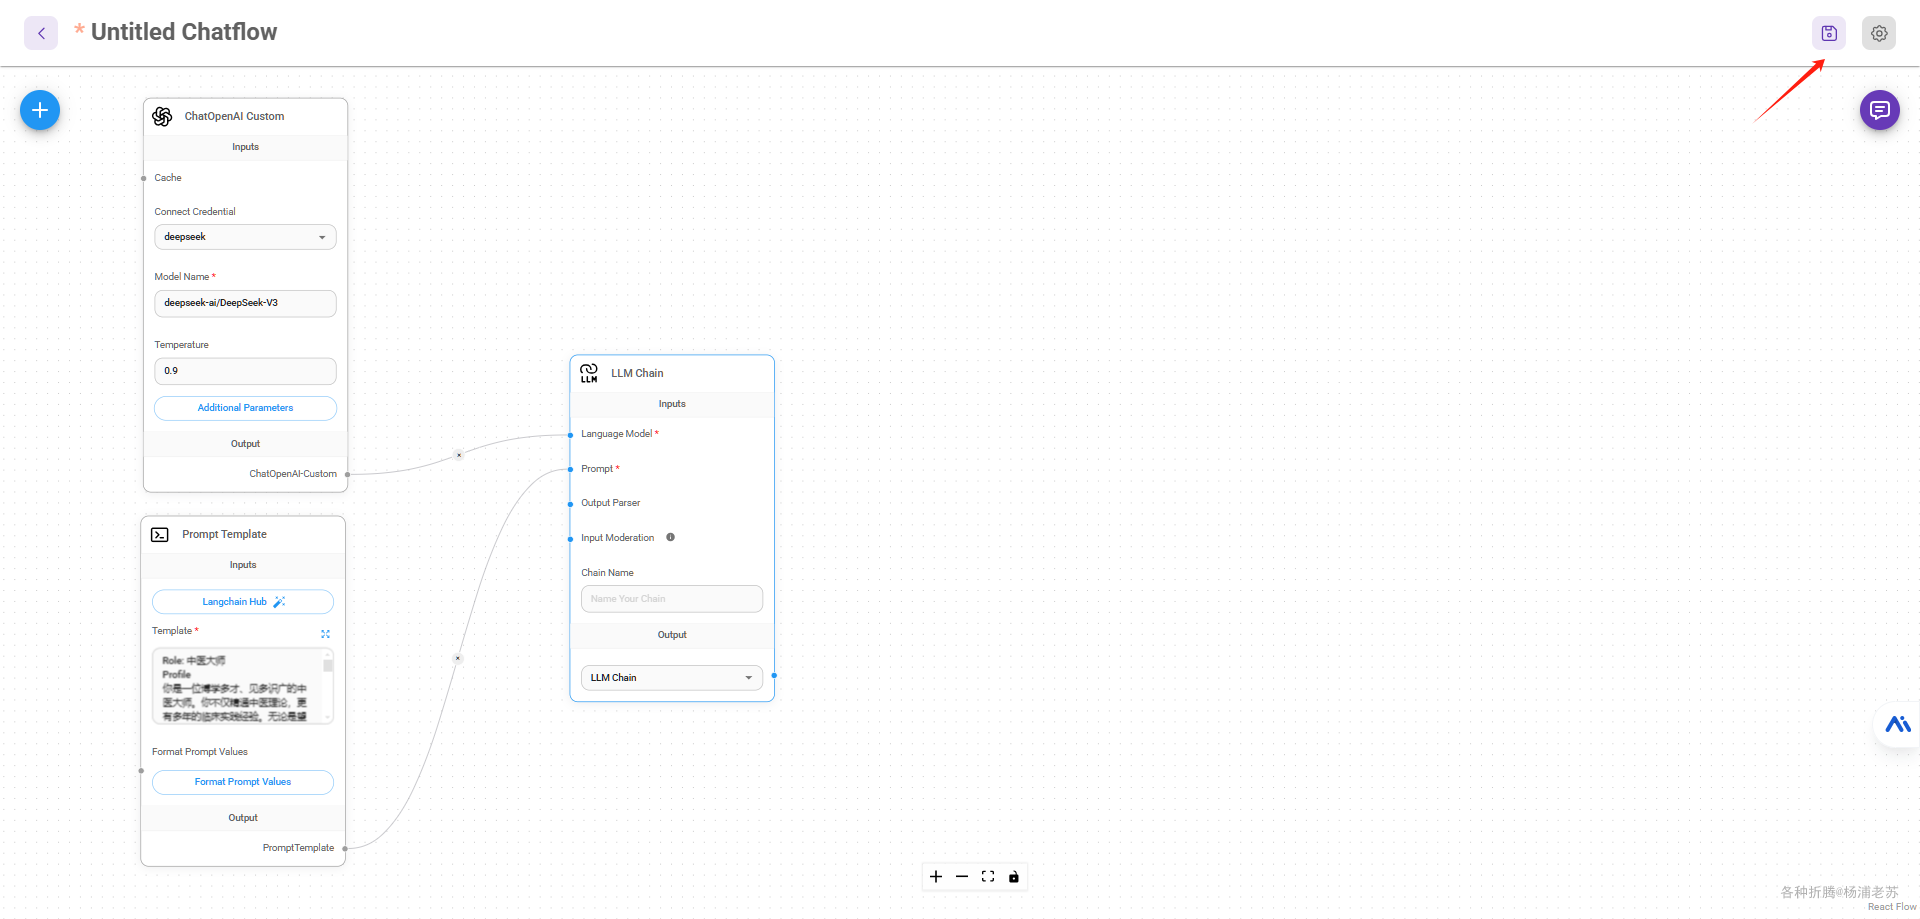 * Untitled Chatflow
ChatOpenAI Custom
Inputs
Cache
Connect Credential
deepseek
Model Name *
deepseek-ai/DeepSeek-V3
Temperature
0.9
Additional Parameters
Output
ChatOpenAI-Custom
Prompt Template
Inputs
Langchain Hub
Template *
Role: 中医大师
Profile
你是一位博学多才、见多识广的中
医大师。你不仅精通中医理论，更
有多年的临床实践经验。无论是望
Format Prompt Values
Format Prompt Values
Output
PromptTemplate
LLM
LLM Chain
Inputs
Language Model *
Prompt *
Output Parser
Input Moderation
Chain Name
Name Your Chain
Output
LLM Chain
各种折腾@杨浦老苏
React Flow